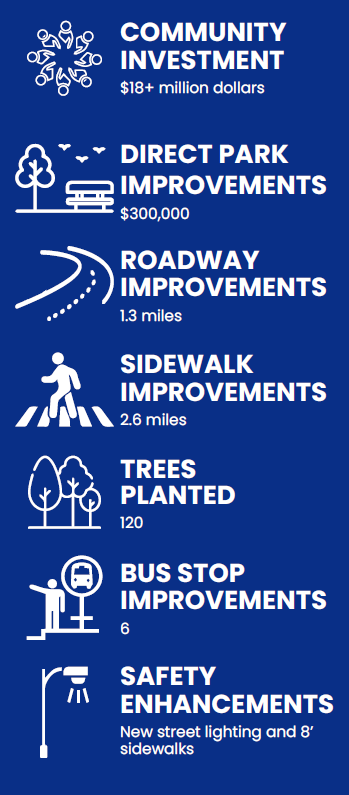 COMMUNITY
INVESTMENT
$18+ million dollars
DIRECT PARK
IMPROVEMENTS
$300,000
ROADWAY
IMPROVEMENTS
1.3 miles
SIDEWALK
IMPROVEMENTS
2.6 miles
TREES
PLANTED
120
BUS STOP
IMPROVEMENTS
6
SAFETY
ENHANCEMENTS
New street lighting and 8’
sidewalks